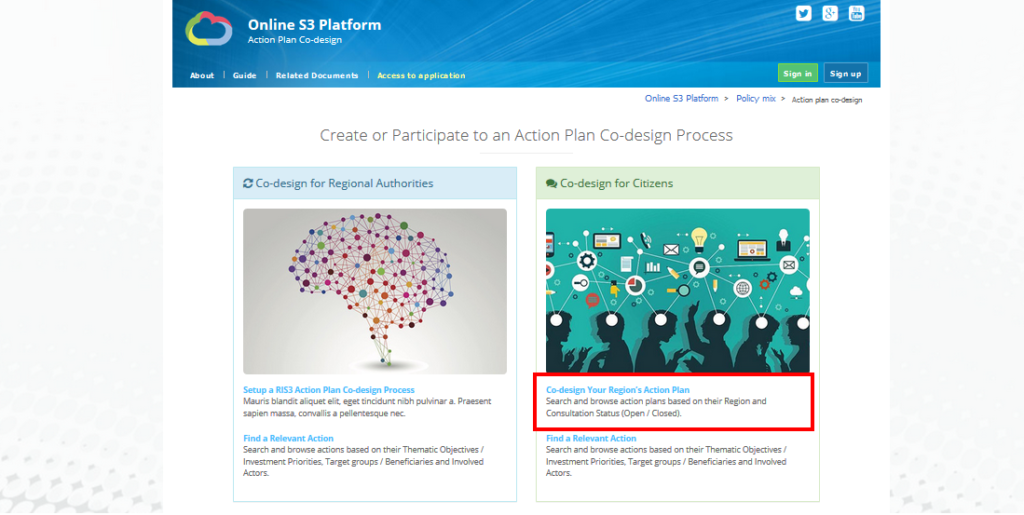 Online S3 Platform
Action Plan Co-design
About | Guide | Related Documents | Access to application
Sign in
Sign up
Online S3 Platform > Policy mix > Action plan co-design
Create or Participate to an Action Plan Co-design Process
Co-design for Regional Authorities
Setup a RIS3 Action Plan Co-design Process
Mauris blandit aliquet elit, eget tincidunt nibh pulvinar a. Praesent
sapien massa, convallis a pellentesque nec.
Find a Relevant Action
Search and browse actions based on their Thematic Objectives /
Investment Priorities, Target groups / Beneficiaries and Involved
Actors.
Co-design for Citizens
Co-design Your Region's Action Plan
Search and browse action plans based on their Region and
Consultation Status (Open / Closed).
Find a Relevant Action
Search and browse actions based on their Thematic Objectives /
Investment Priorities, Target groups / Beneficiaries and Involved
Actors.